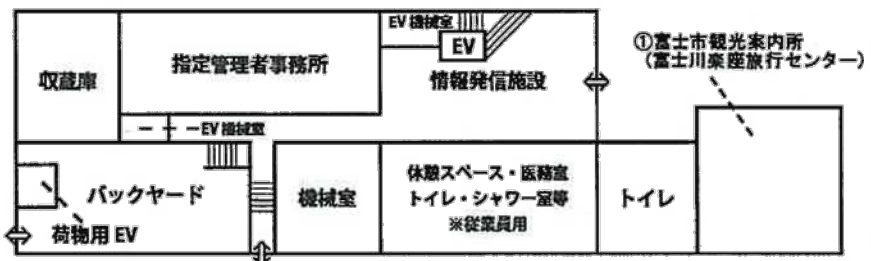 EV機械室
EV
①富士市観光案内所
(富士川楽座旅行センター)
収蔵庫
指定管理者事務所
情報発信施設
EV機械室
バックヤード
荷物用EV
機械室
休憩スペース・医務室
トイレ・シャワー室等
※従業員用
トイレ